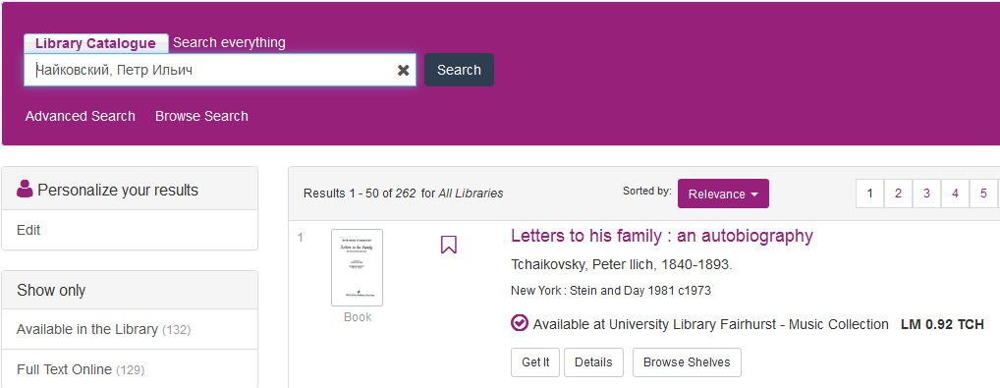 Library Catalogue Search everything
Чайковский, Петр Ильич Search
Advanced Search Browse Search
Personalize your results
Edit
Show only
Available in the Library (132)
Full Text Online (129)
Results 1 - 50 of 262 for All Libraries Sorted by: Relevance 1 2 3 4 5
1
Letters to his Family
Book
Letters to his family : an autobiography
Tchaikovsky, Peter Ilich, 1840-1893.
New York : Stein and Day 1981 c1973
Available at University Library Fairhurst - Music Collection LM 0.92 TCH
Get It Details Browse Shelves